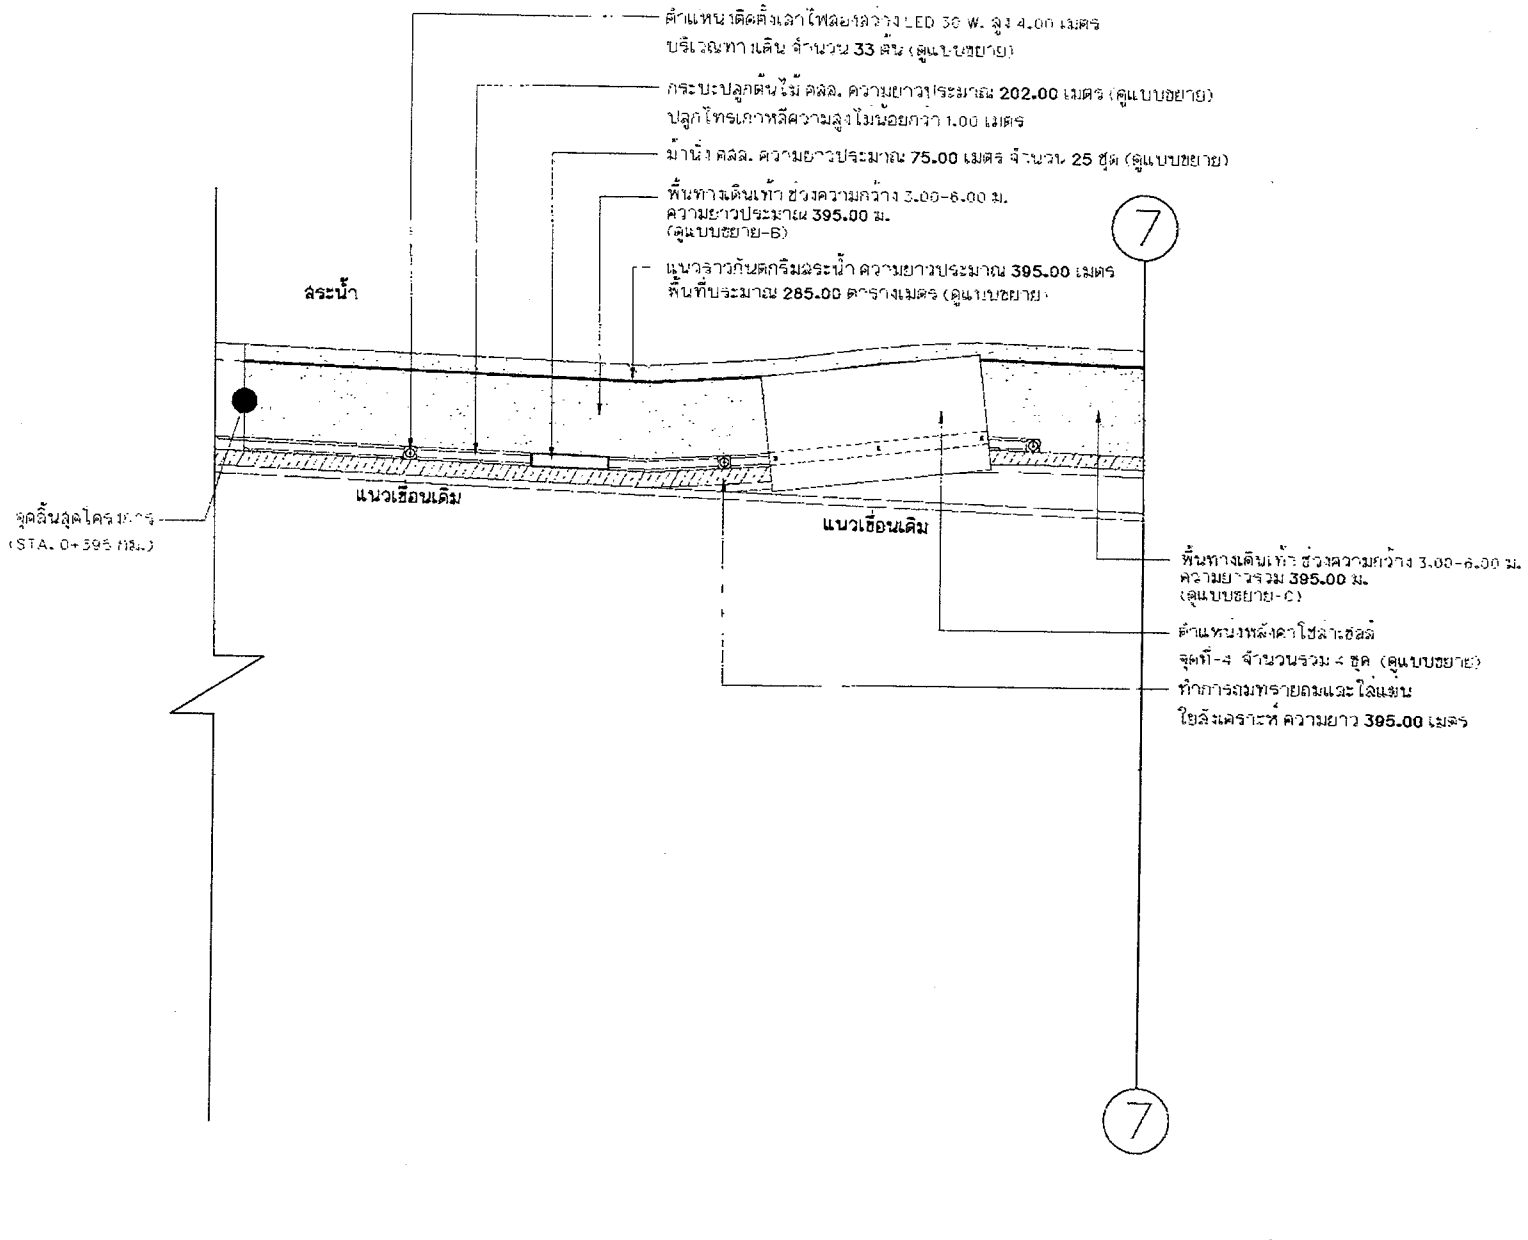 ตำแหน่งติดตั้งเสาไฟส่องสว่าง LED 30 W. สูง 4.00 เมตร
บริเวณทางเดิน จำนวน 33 ต้น (ดูแบบขยาย)
กระบะปลูกต้นไม้ คสล. ความยาวประมาณ 202.00 เมตร (ดูแบบขยาย)
ปลูกไทรเกาหลีความสูงไม่น้อยกว่า 1.00 เมตร
ม้านั่ง คสล. ความยาวประมาณ 75.00 เมตร จำนวน 25 ชุด (ดูแบบขยาย)
พื้นทางเดินเท้า ช่วงความกว้าง 3.00-6.00 ม.
ความยาวประมาณ 395.00 ม.
(ดูแบบขยาย-B)
7
แนวราวกันตกริมสระน้ำ ความยาวประมาณ 395.00 เมตร
พื้นที่ประมาณ 285.00 ตารางเมตร (ดูแบบขยาย)
สระน้ำ
แนวเขื่อนเดิม
แนวเขื่อนเดิม
จุดสิ้นสุดโครงการ
(STA. 0+395 กม.)
พื้นทางเดินเท้า ช่วงความกว้าง 3.00-6.00 ม.
ความยาวรวม 395.00 ม.
(ดูแบบขยาย-C)
ตำแหน่งหลังคาโซล่าเซลล์
จุดที่-4 จำนวนรวม 4 ชุด (ดูแบบขยาย)
ทำการถมทรายถมและใส่แผ่น
ใยสังเคราะห์ ความยาว 395.00 เมตร
7